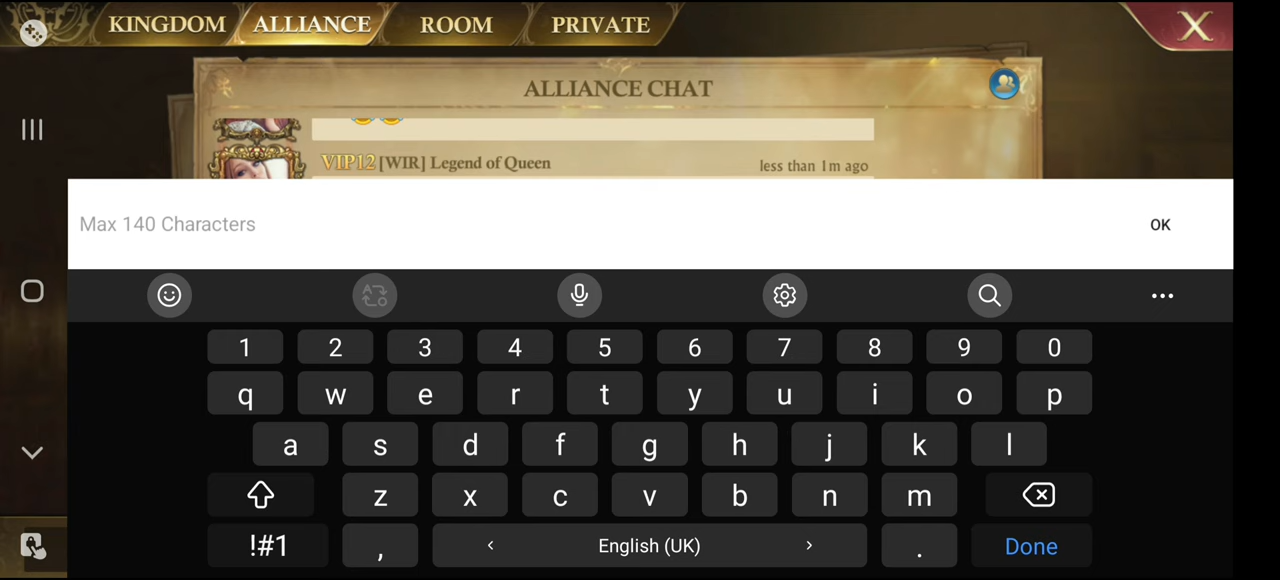 KINGDOM ALLIANCE ROOM PRIVATE X
ALLIANCE CHAT
VIP12 [WIR] Legend of Queen less than 1m ago
Max 140 Characters OK
1 2 3 4 5 6 7 8 9 0
q w e r t y u i o p
a s d f g h j k l
z x c v b n m
!#1 , < English (UK) > . Done